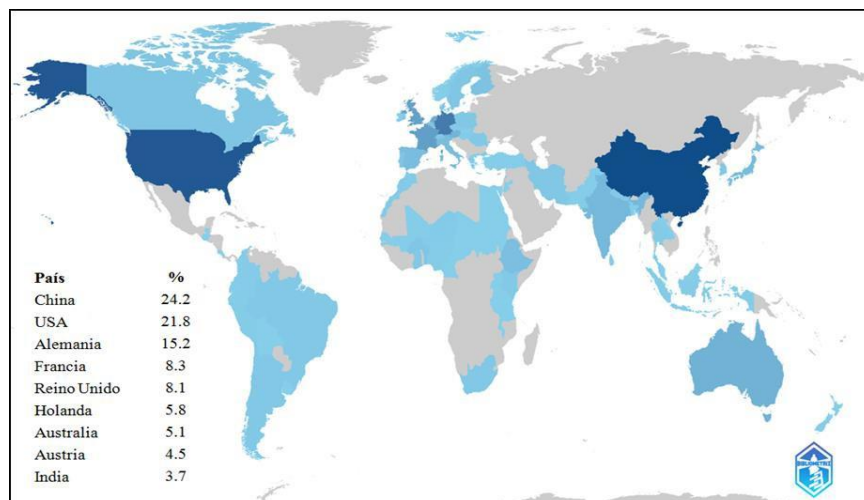 País %
China 24.2
USA 21.8
Alemania 15.2
Francia 8.3
Reino Unido 8.1
Holanda 5.8
Australia 5.1
Austria 4.5
India 3.7
BIBLIOMETRIX